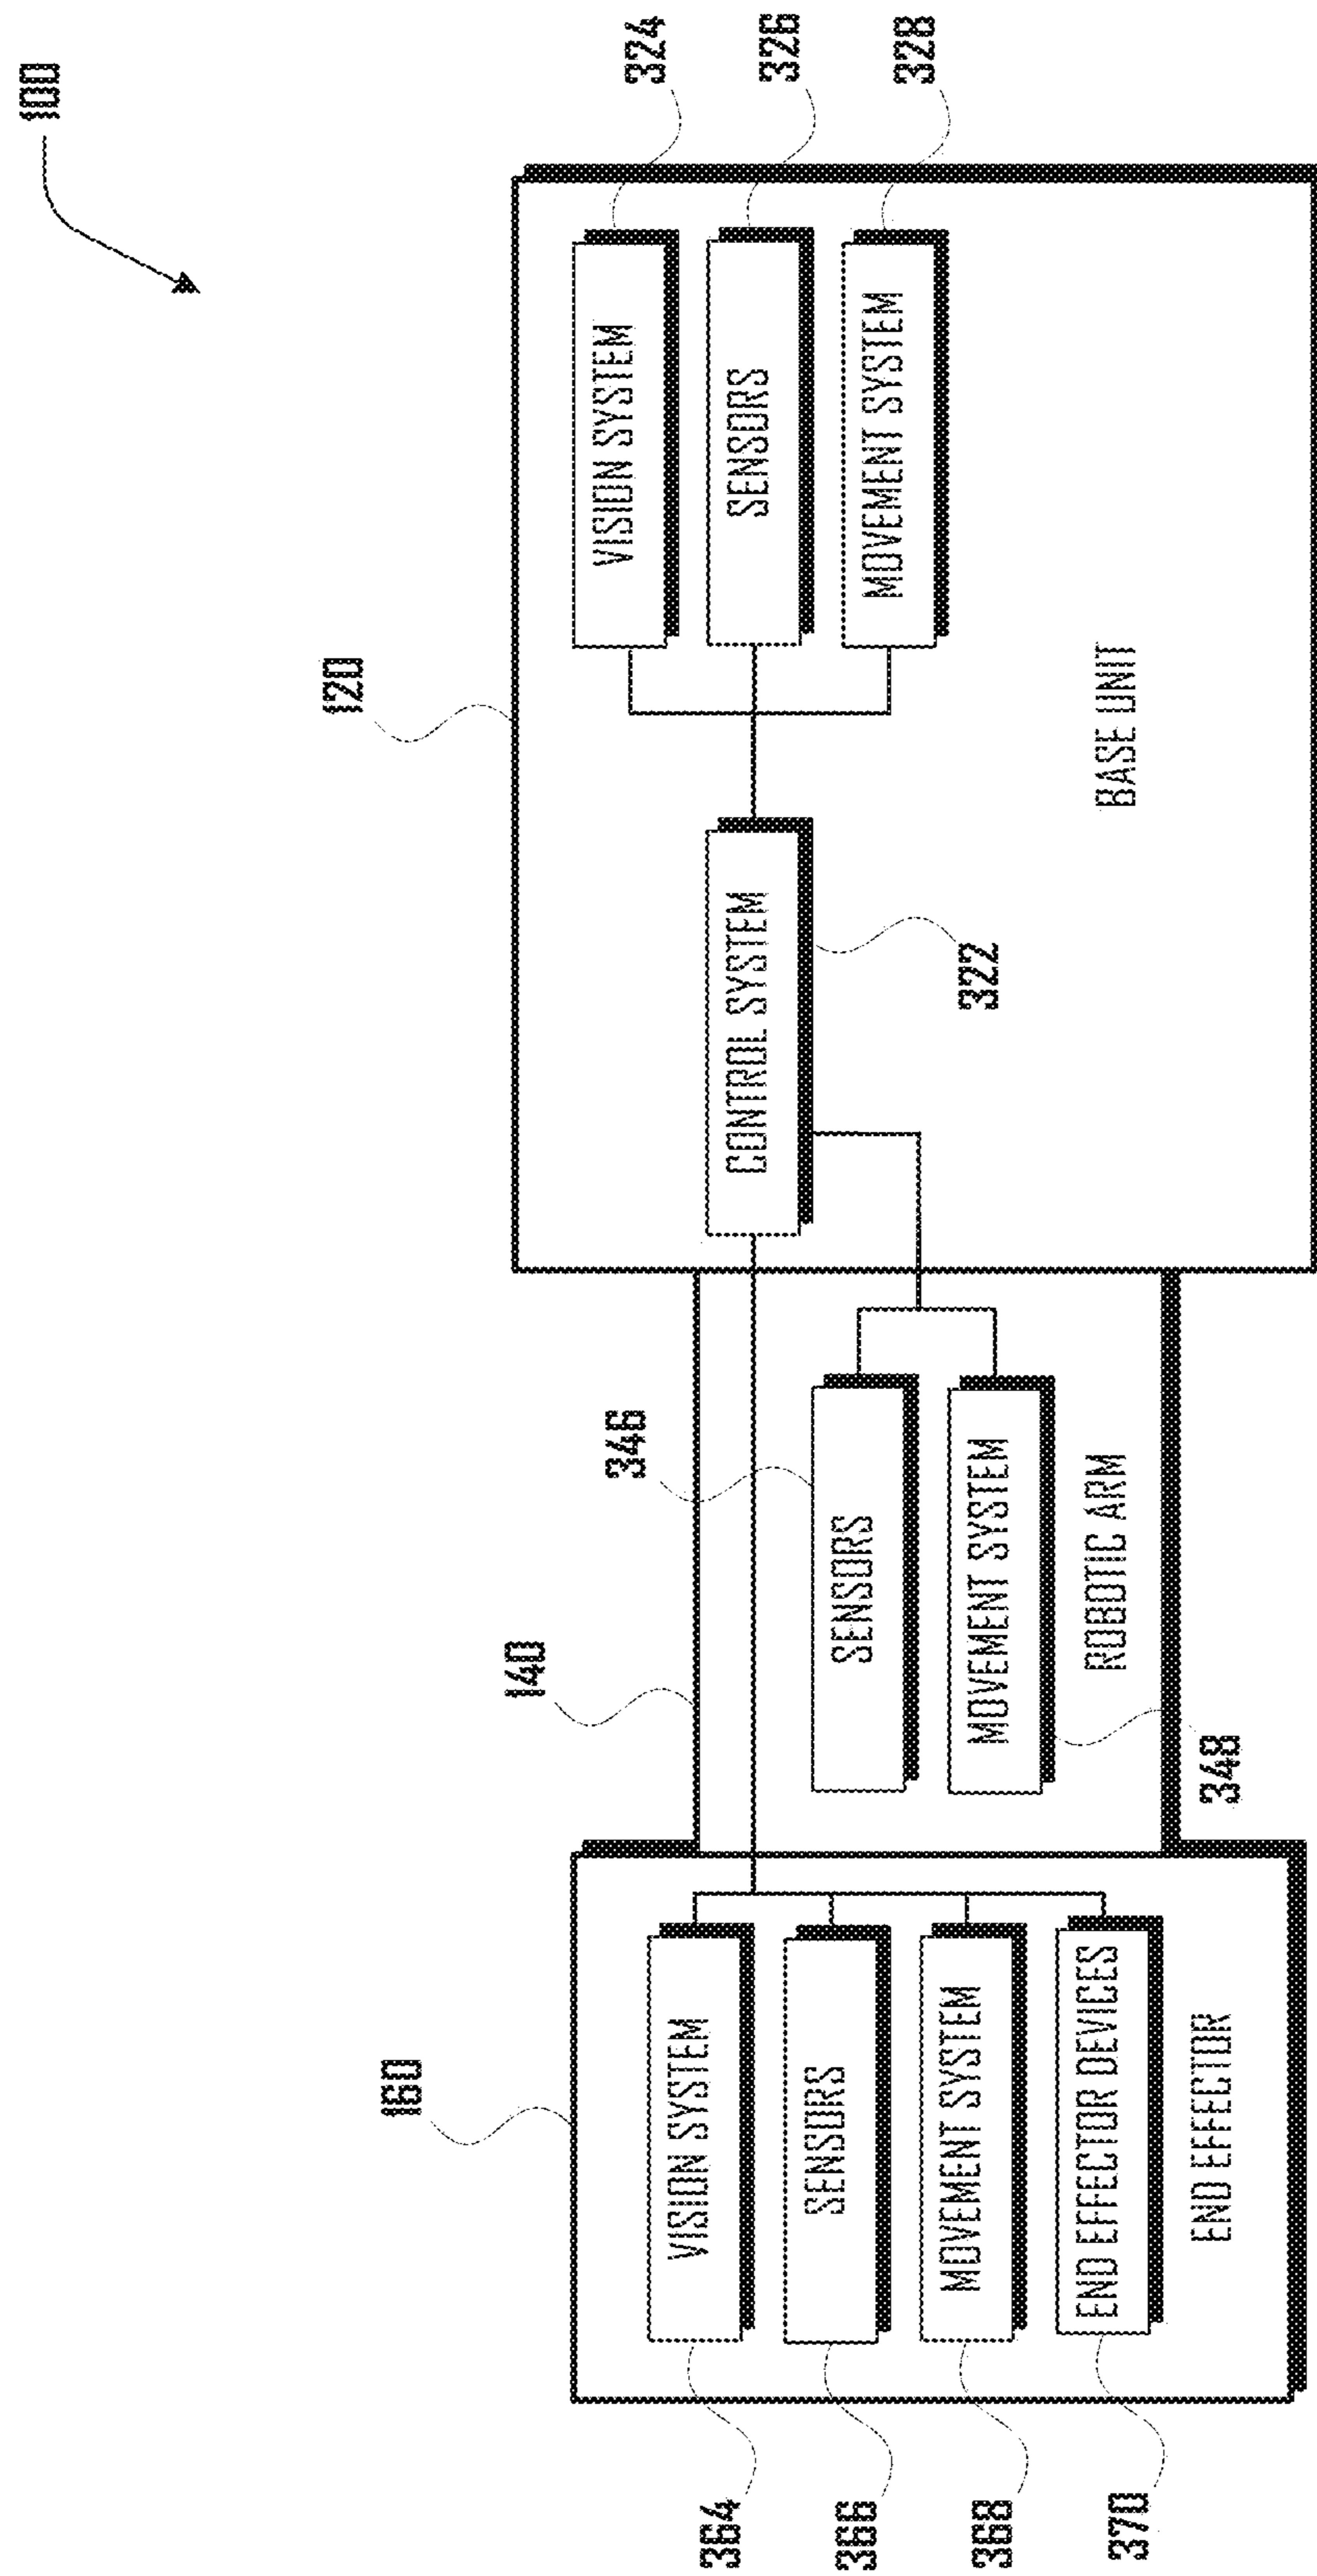 100
160
140
120
364
VISION SYSTEM
366
SENSORS
368
MOVEMENT SYSTEM
370
END EFFECTOR DEVICES
END EFFECTOR
346
SENSORS
MOVEMENT SYSTEM
348
ROBOTIC ARM
CONTROL SYSTEM
322
VISION SYSTEM
324
SENSORS
326
MOVEMENT SYSTEM
328
BASE UNIT